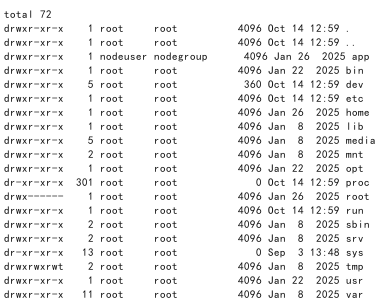 total 72
drwxr-xr-x    1 root     root          4096 Oct 14 12:59 .
drwxr-xr-x    1 root     root          4096 Oct 14 12:59 ..
drwxr-xr-x    1 nodeuser nodegroup      4096 Jan 26  2025 app
drwxr-xr-x    1 root     root          4096 Jan 22  2025 bin
drwxr-xr-x    5 root     root           360 Oct 14 12:59 dev
drwxr-xr-x    1 root     root          4096 Oct 14 12:59 etc
drwxr-xr-x    1 root     root          4096 Jan 26  2025 home
drwxr-xr-x    1 root     root          4096 Jan  8  2025 lib
drwxr-xr-x    5 root     root          4096 Jan  8  2025 media
drwxr-xr-x    2 root     root          4096 Jan  8  2025 mnt
drwxr-xr-x    1 root     root          4096 Jan 22  2025 opt
dr-xr-xr-x  301 root     root             0 Oct 14 12:59 proc
drwx------    1 root     root          4096 Jan 26  2025 root
drwxr-xr-x    1 root     root          4096 Oct 14 12:59 run
drwxr-xr-x    2 root     root          4096 Jan  8  2025 sbin
drwxr-xr-x    2 root     root          4096 Jan  8  2025 srv
dr-xr-xr-x   13 root     root             0 Sep  3 13:48 sys
drwxrwxrwt    2 root     root          4096 Jan  8  2025 tmp
drwxr-xr-x    1 root     root          4096 Jan 22  2025 usr
drwxr-xr-x   11 root     root          4096 Jan  8  2025 var